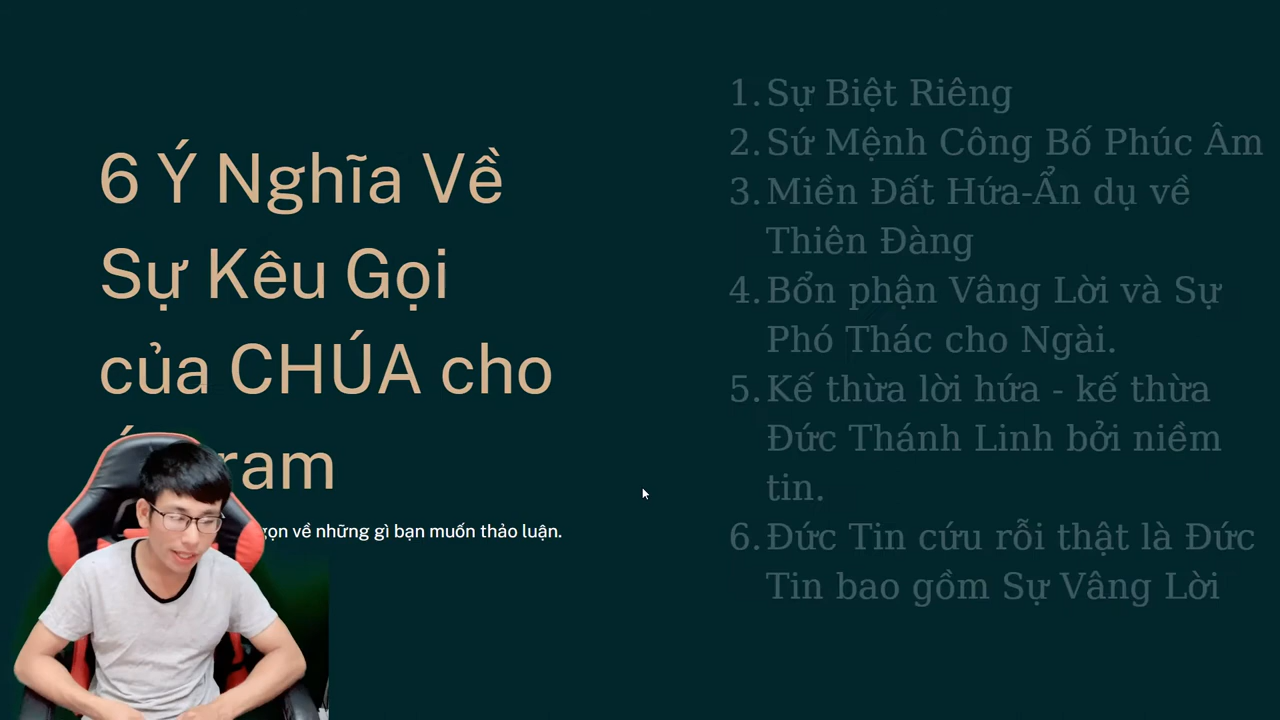 6 Ý Nghĩa Về
Sự Kêu Gọi
của CHÚA cho
ram
gọn về những gì bạn muốn thảo luận.
1. Sự Biệt Riêng
2. Sứ Mệnh Công Bố Phúc Âm
3. Miền Đất Hứa-Ẩn dụ về
Thiên Đàng
4. Bổn phận Vâng Lời và Sự
Phó Thác cho Ngài.
5. Kế thừa lời hứa - kế thừa
Đức Thánh Linh bởi niềm
tin.
6. Đức Tin cứu rỗi thật là Đức
Tin bao gồm Sự Vâng Lời